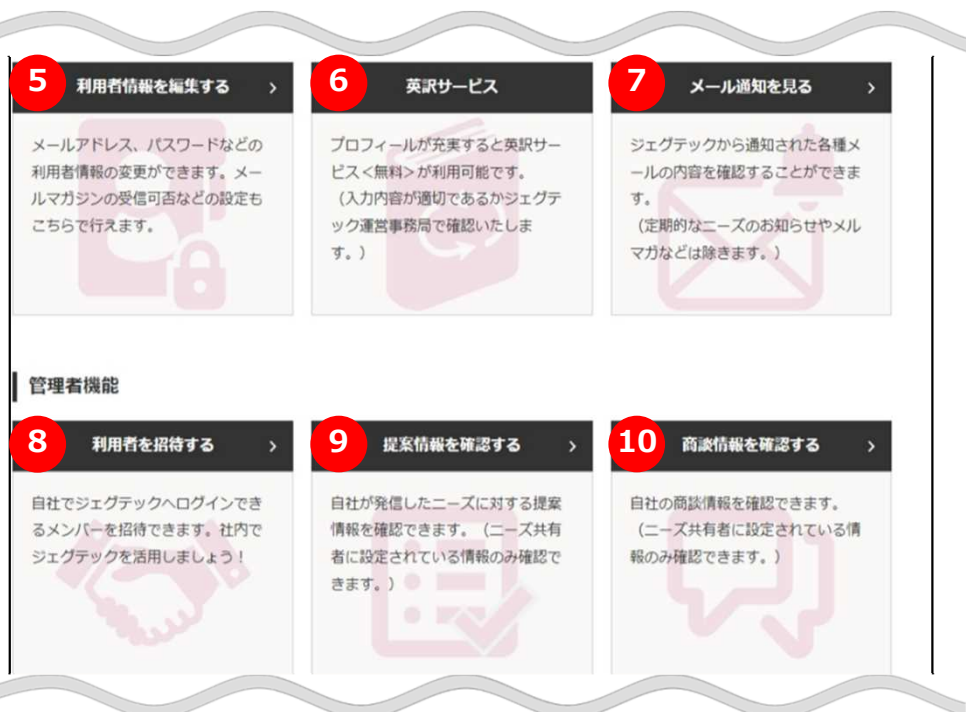 5 利用者情報を編集する >
メールアドレス、パスワードなどの
利用者情報の変更ができます。メー
ルマガジンの受信可否などの設定も
こちらで行えます。
6 英訳サービス
プロフィールが充実すると英訳サー
ビス<無料>が利用可能です。
（入力内容が適切であるかジェグテ
ック運営事務局で確認いたしま
す。）
7 メール通知を見る >
ジェグテックから通知された各種メ
ールの内容を確認することができま
す。
（定期的なニーズのお知らせやメル
マガなどは除きます。）
管理者機能
8 利用者を招待する >
自社でジェグテックへログインでき
るメンバーを招待できます。社内で
ジェグテックを活用しましょう！
9 提案情報を確認する >
自社が発信したニーズに対する提案
情報を確認できます。（ニーズ共有
者に設定されている情報のみ確認で
きます。）
10 商談情報を確認する >
自社の商談情報を確認できます。
（ニーズ共有者に設定されている情
報のみ確認できます。）